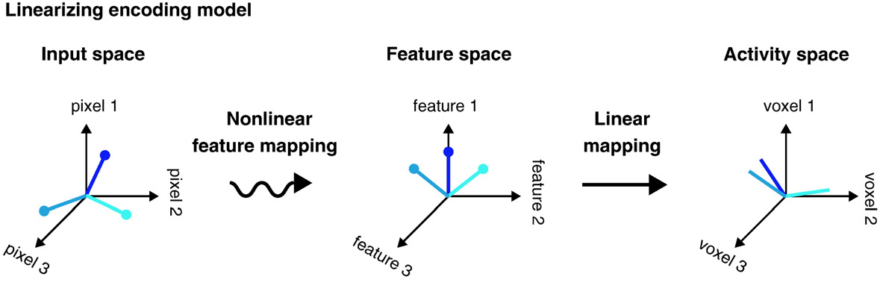 Linearizing encoding model
Input space
Feature space
Activity space
pixel 1
Nonlinear
feature mapping
feature 1
Linear
mapping
voxel 1
pixel 2
feature 2
voxel 2
pixel 3
feature 3
voxel 3